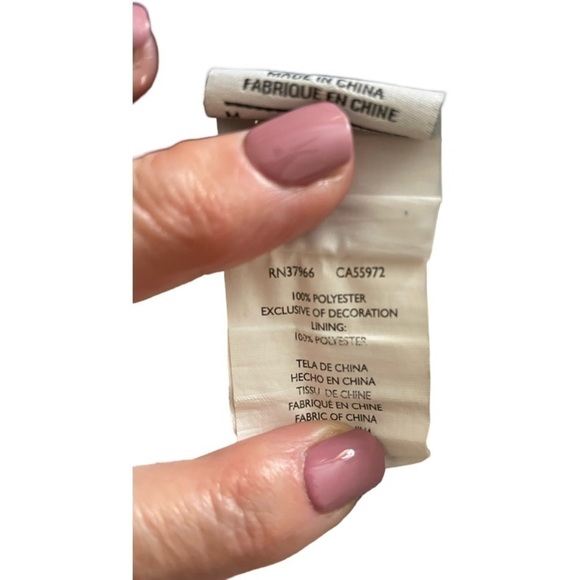 MADE IN CHINA
FABRIQUE EN CHINE
CA55972
100% POLYESTER
EXCLUSIVE OF DECORATION
LINING:
100% POLYESTER
TELA DE CHINA
HECHO EN CHINA
TISSU DE CHINE
FABRIQUÉ EN CHINE
FABRIC OF CHINA